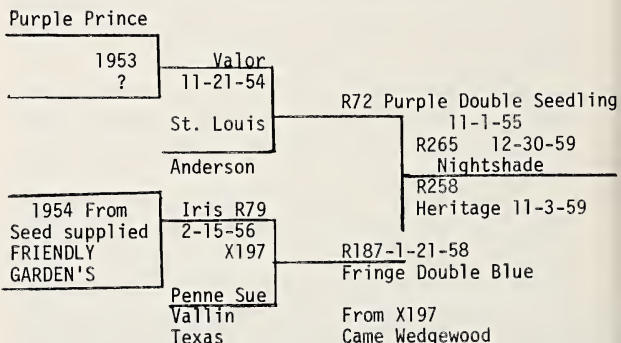 Purple Prince
1953
?
Valor
11-21-54
St. Louis
Anderson
R72 Purple Double Seedling
11-1-55
R265 12-30-59
Nightshade
R258
Heritage 11-3-59
1954 From
Seed supplied
FRIENDLY
GARDEN'S
Iris R79
2-15-56
X197
Penne Sue
Vallin
Texas
R187-1-21-58
Fringe Double Blue
From X197
Came Wedgewood